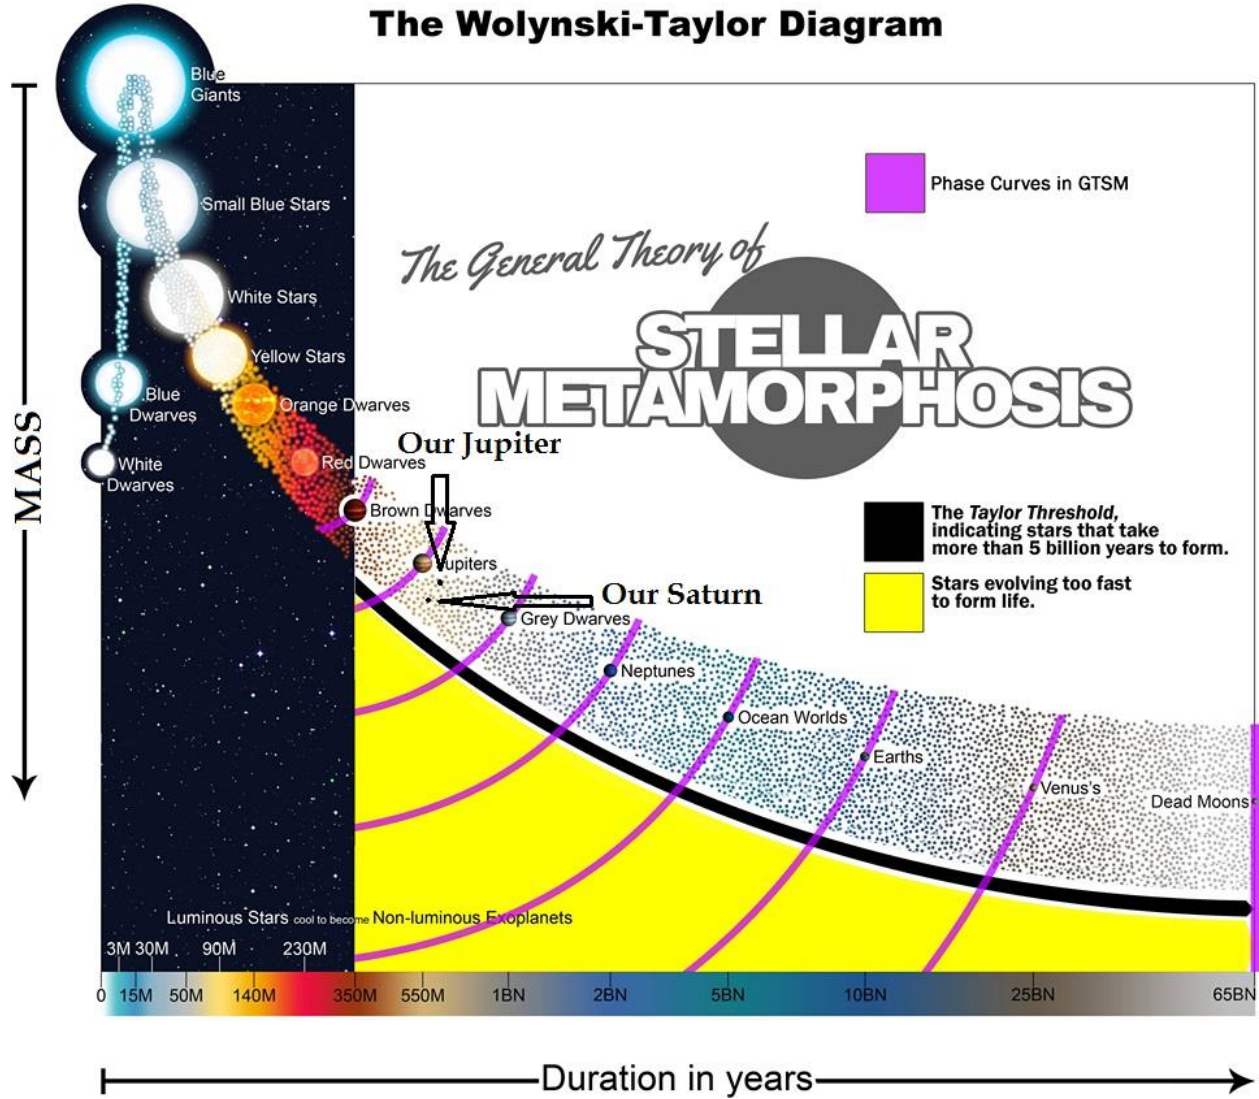 The Wolynski-Taylor Diagram
Blue
Giants
Phase Curves in GTSM
Small Blue Stars
The General Theory of
White Stars
STELLAR
METAMORPHOSIS
Yellow Stars
Blue
Dwarves
Orange Dwarves
Our Jupiter
White
Dwarves
Red Dwarves
MASS
Brown Dwarves
The Taylor Threshold,
indicating stars that take
more than 5 billion years to form.
Jupiters
Stars evolving too fast
to form life.
Our Saturn
Grey Dwarves
Neptunes
Ocean Worlds
Earths
Venus's
Dead Moons
Luminous Stars cool to become Non-luminous Exoplanets
3M 30M 90M 230M
0 15M 50M 140M 350M 550M 1BN 2BN 5BN 10BN 25BN 65BN
Duration in years